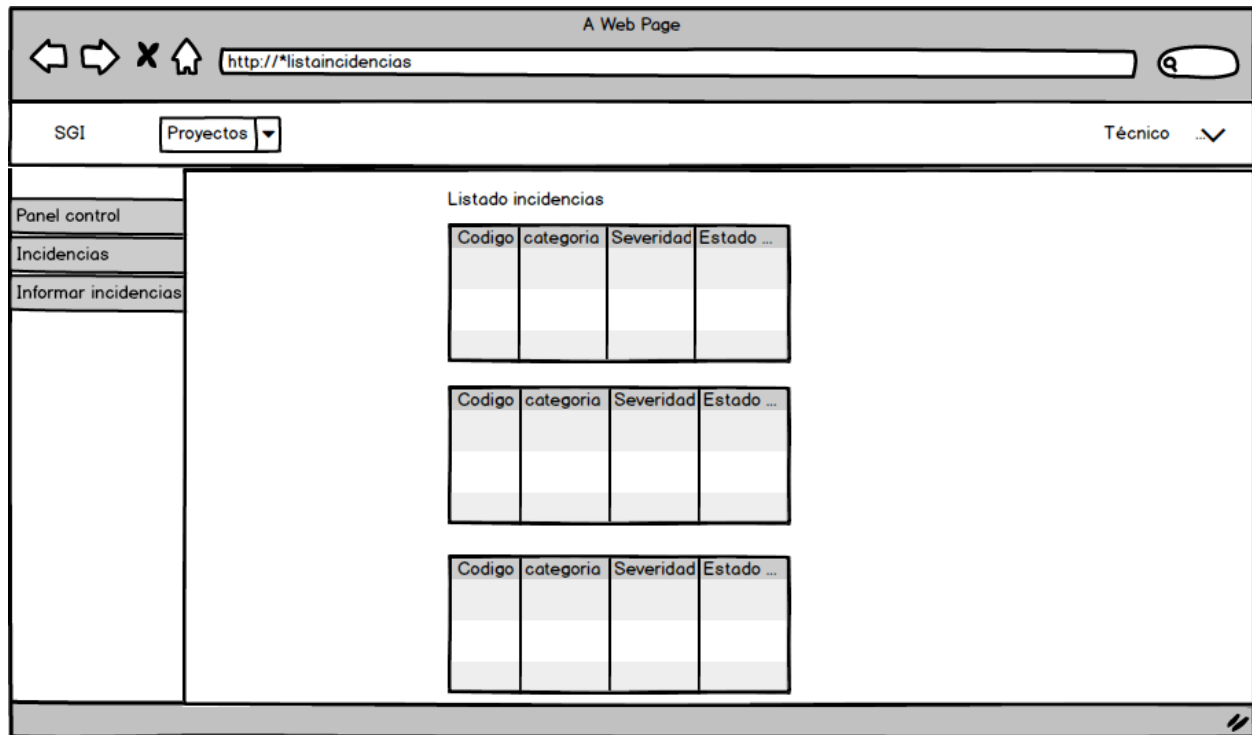 A Web Page
http://*listaincidencias
SGI
Proyectos
Técnico ...
Panel control
Incidencias
Informar incidencias
Listado incidencias
Codigo categoria Severidad Estado ...
Codigo categoria Severidad Estado ...
Codigo categoria Severidad Estado ...